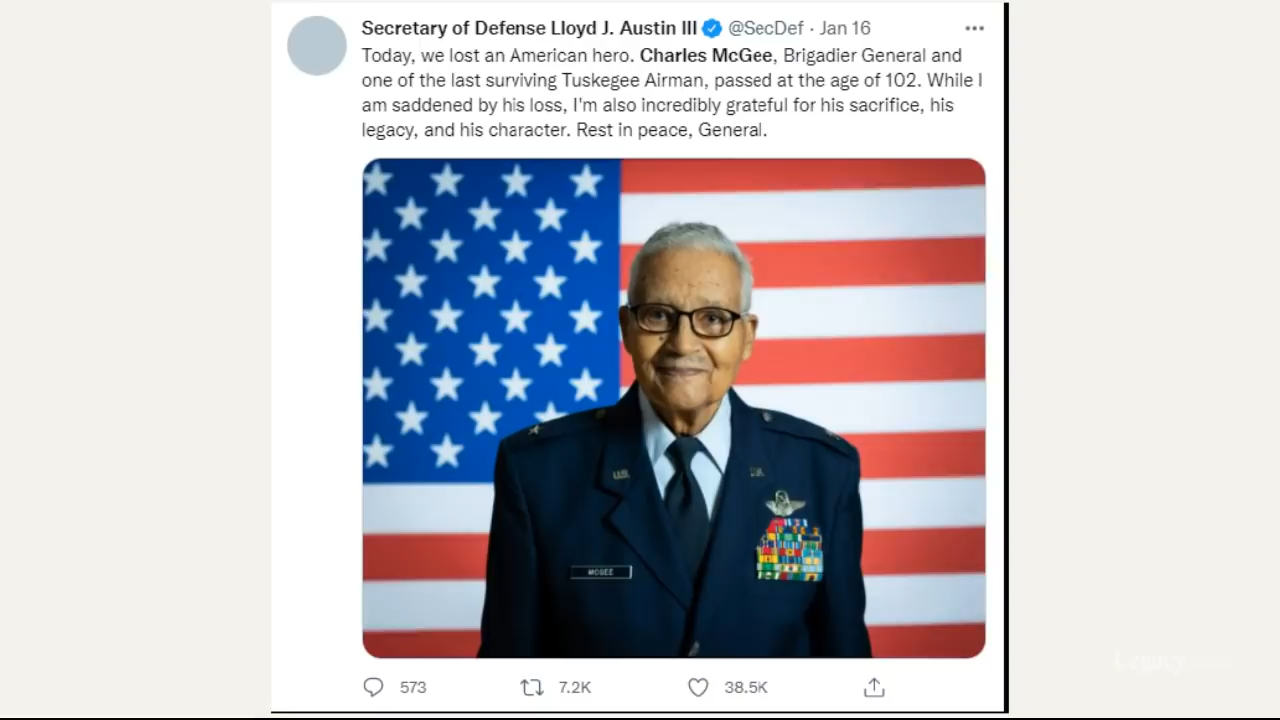 Secretary of Defense Lloyd J. Austin III @SecDef · Jan 16
Today, we lost an American hero. Charles McGee, Brigadier General and
one of the last surviving Tuskegee Airman, passed at the age of 102. While I
am saddened by his loss, I'm also incredibly grateful for his sacrifice, his
legacy, and his character. Rest in peace, General.
U.S.
MCGEE
573 7.2K 38.5K
Legacy